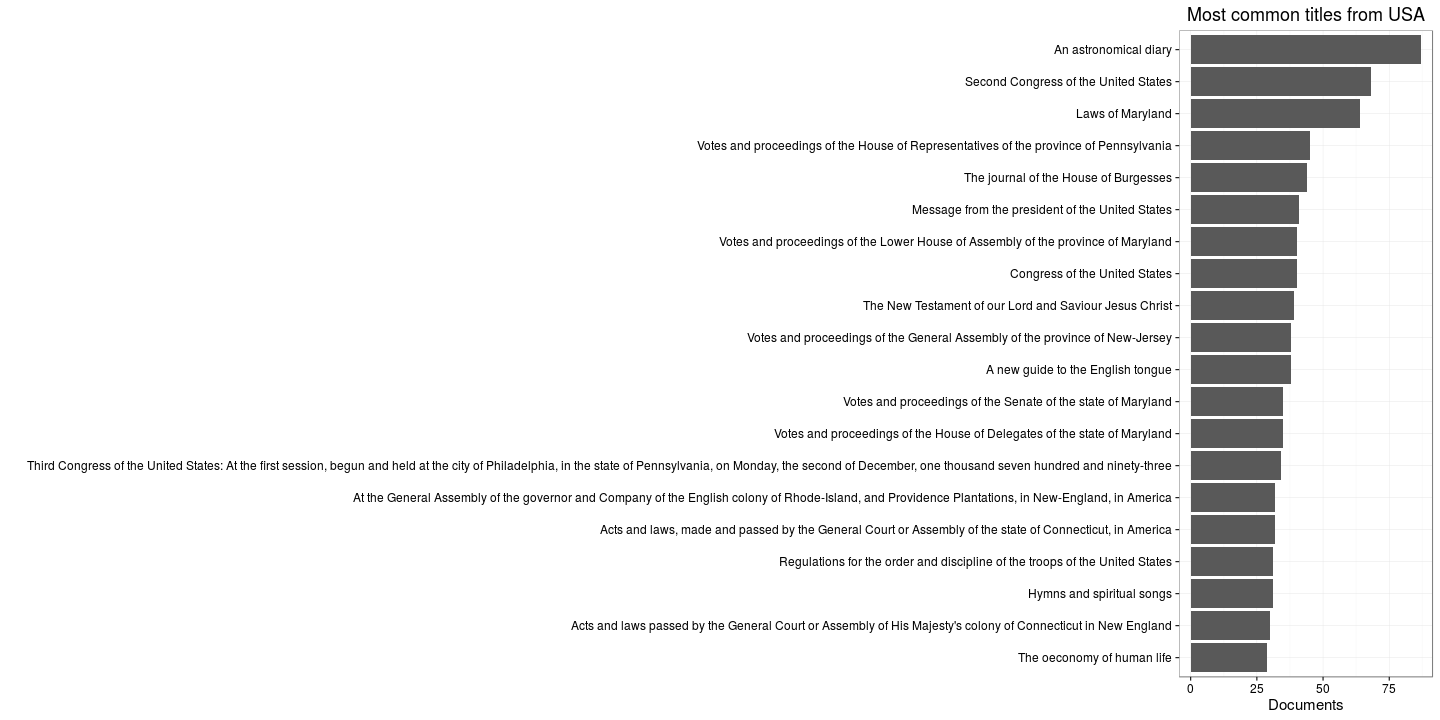 Most common titles from USA
An astronomical diary
Second Congress of the United States
Laws of Maryland
Votes and proceedings of the House of Representatives of the province of Pennsylvania
The journal of the House of Burgesses
Message from the president of the United States
Votes and proceedings of the Lower House of Assembly of the province of Maryland
Congress of the United States
The New Testament of our Lord and Saviour Jesus Christ
Votes and proceedings of the General Assembly of the province of New-Jersey
A new guide to the English tongue
Votes and proceedings of the Senate of the state of Maryland
Votes and proceedings of the House of Delegates of the state of Maryland
Third Congress of the United States: At the first session, begun and held at the city of Philadelphia, in the state of Pennsylvania, on Monday, the second of December, one thousand seven hundred and ninety-three
At the General Assembly of the governor and Company of the English colony of Rhode-Island, and Providence Plantations, in New-England, in America
Acts and laws, made and passed by the General Court or Assembly of the state of Connecticut, in America
Regulations for the order and discipline of the troops of the United States
Hymns and spiritual songs
Acts and laws passed by the General Court or Assembly of His Majesty's colony of Connecticut in New England
The oeconomy of human life
0 25 50 75
Documents